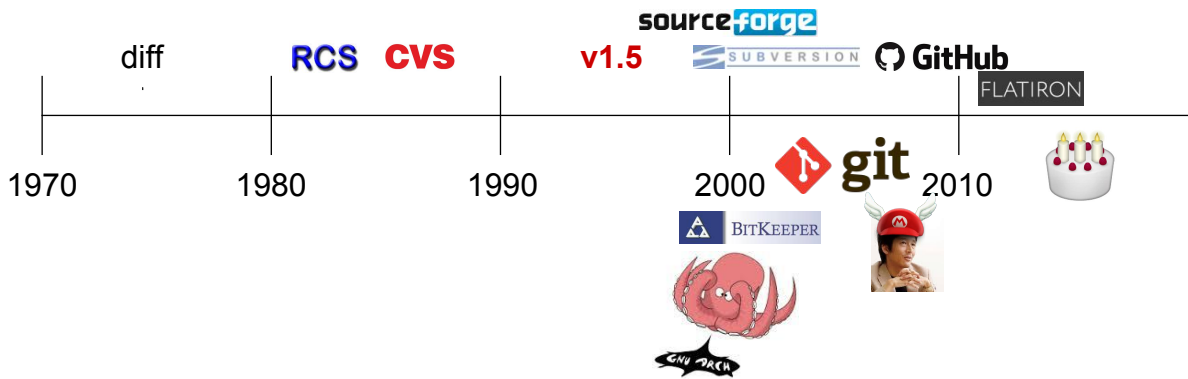 sourceforge
diff
RCS
CVS
v1.5
SUBVERSION
GitHub
FLATIRON
1970
1980
1990
2000
git
2010
BITKEEPER
M
GNU ARCH